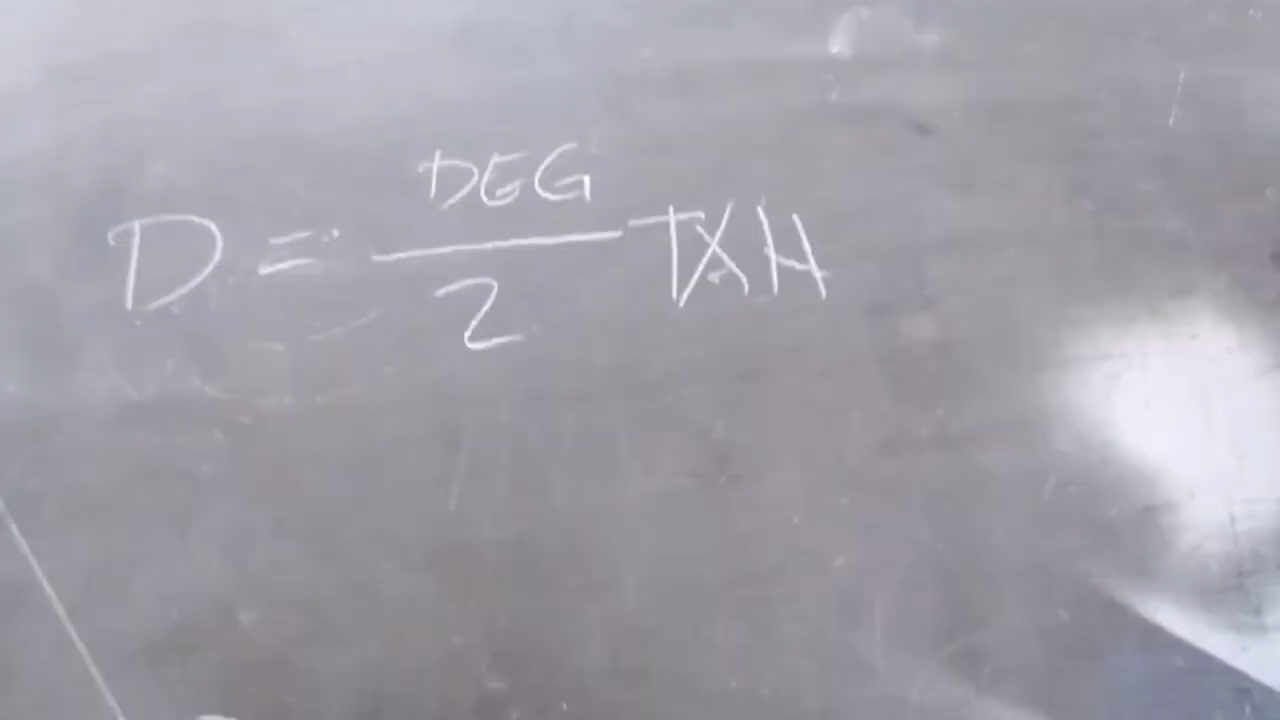 DEG
D = ― TXH
2